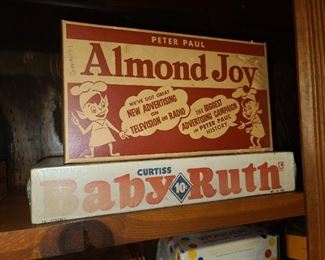 PETER PAUL
Almond Joy
WE'VE GOT GREAT
NEW ADVERTISING
ON
TELEVISION AND RADIO
THE BIGGEST
ADVERTISING CAMPAIGN
IN PETER PAUL
HISTORY
CURTISS
Baby 10¢ Ruth